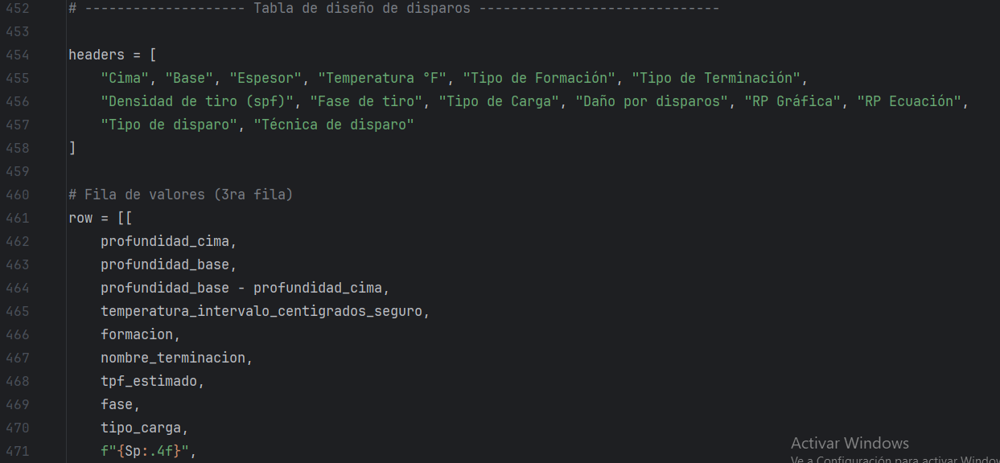 452 # -------------------- Tabla de diseño de disparos ------------------------------
453
454 headers = [
455 "Cima", "Base", "Espesor", "Temperatura °F", "Tipo de Formación", "Tipo de Terminación",
456 "Densidad de tiro (spf)", "Fase de tiro", "Tipo de Carga", "Daño por disparos", "RP Gráfica", "RP Ecuación",
457 "Tipo de disparo", "Técnica de disparo"
458 ]
459
460 # Fila de valores (3ra fila)
461 row = [[
462 profundidad_cima,
463 profundidad_base,
464 profundidad_base - profundidad_cima,
465 temperatura_intervalo_centigrados_seguro,
466 formacion,
467 nombre_terminacion,
468 tpf_estimado,
469 fase,
470 tipo_carga,
471 f"{Sp:.4f}",
Activar Windows
Ve a Configuración para activar Window